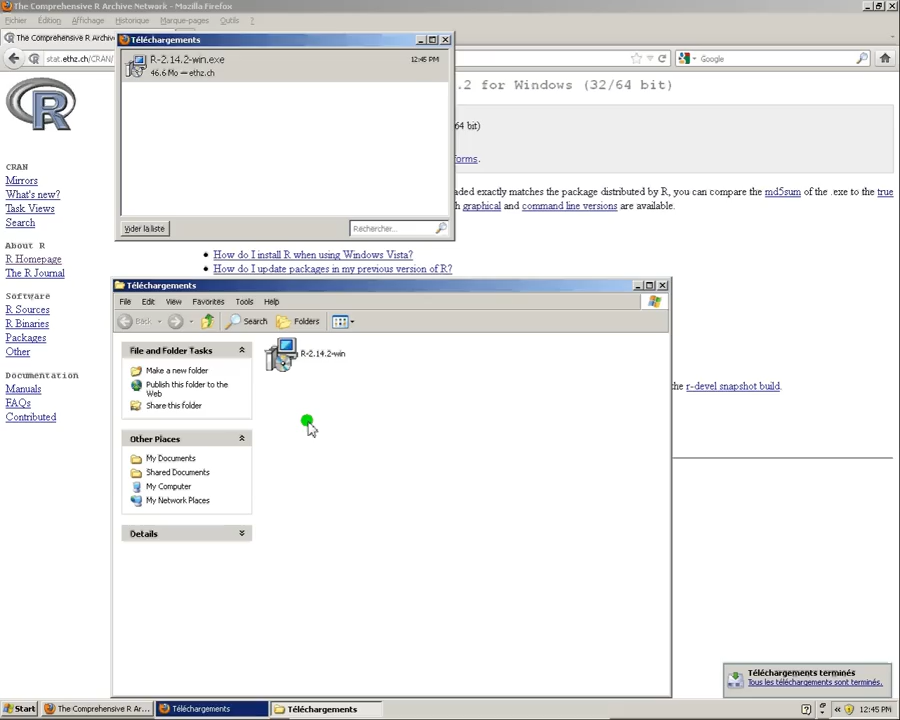 The Comprehensive R Archive Network - Mozilla Firefox
Fichier Édition Affichage Historique Marque-pages Outils ?
The Comprehensive R Archiv
stat.ethz.ch/CRAN/
Google
Téléchargements
R-2.14.2-win.exe
12:45 PM
46.6 Mo — ethz.ch
Vider la liste
Rechercher...
.2 for Windows (32/64 bit)
64 bit)
orms.
aded exactly matches the package distributed by R, you can compare the md5sum of the .exe to the true
th graphical and command line versions are available.
R
CRAN
Mirrors
What's new?
Task Views
Search
About R
R Homepage
The R Journal
Software
R Sources
R Binaries
Packages
Other
Documentation
Manuals
FAQs
Contributed
How do I install R when using Windows Vista?
How do I update packages in my previous version of R?
the r-devel snapshot build.
Téléchargements
File Edit View Favorites Tools Help
Back Search Folders
File and Folder Tasks
Make a new folder
Publish this folder to the
Web
Share this folder
Other Places
My Documents
Shared Documents
My Computer
My Network Places
Details
R-2.14.2-win
Téléchargements terminés
Tous les téléchargements sont terminés.
Start
The Comprehensive R Ar...
Téléchargements
Téléchargements
12:45 PM